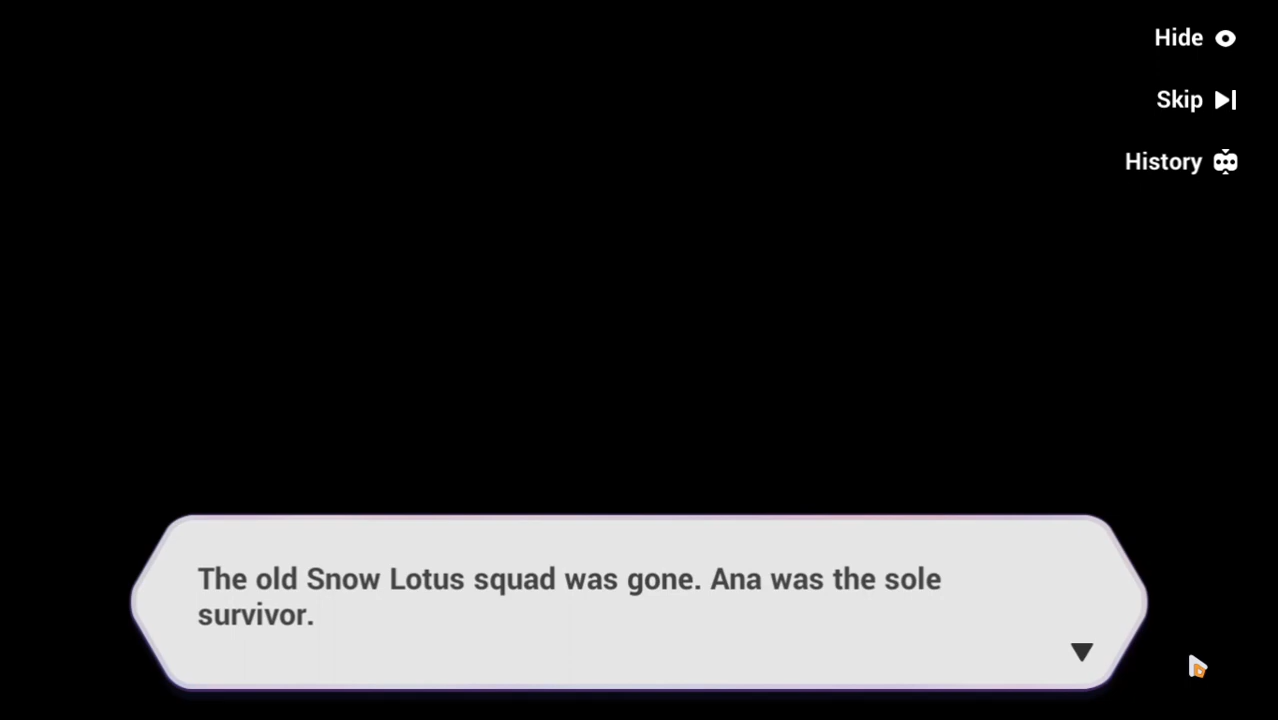 Hide
Skip
History
The old Snow Lotus squad was gone. Ana was the sole
survivor.